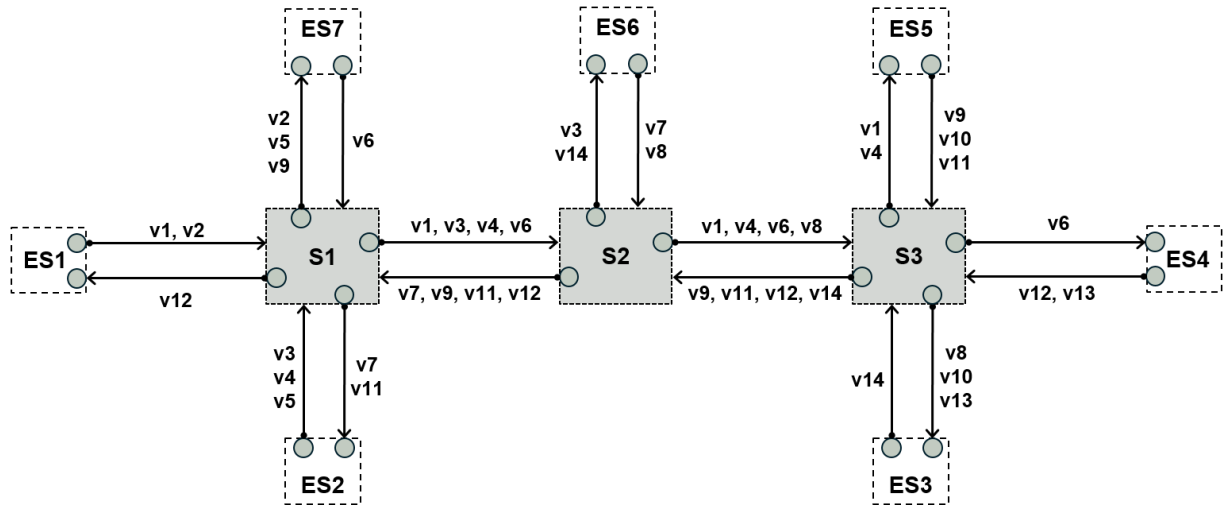 ES7
ES6
ES5
v2
v5
v9
v6
v3
v14
v7
v8
v1
v4
v9
v10
v11
ES1
v1, v2
v12
S1
v1, v3, v4, v6
v7, v9, v11, v12
S2
v1, v4, v6, v8
v9, v11, v12, v14
S3
v6
v12, v13
ES4
v3
v4
v5
v7
v11
v14
v8
v10
v13
ES2
ES3